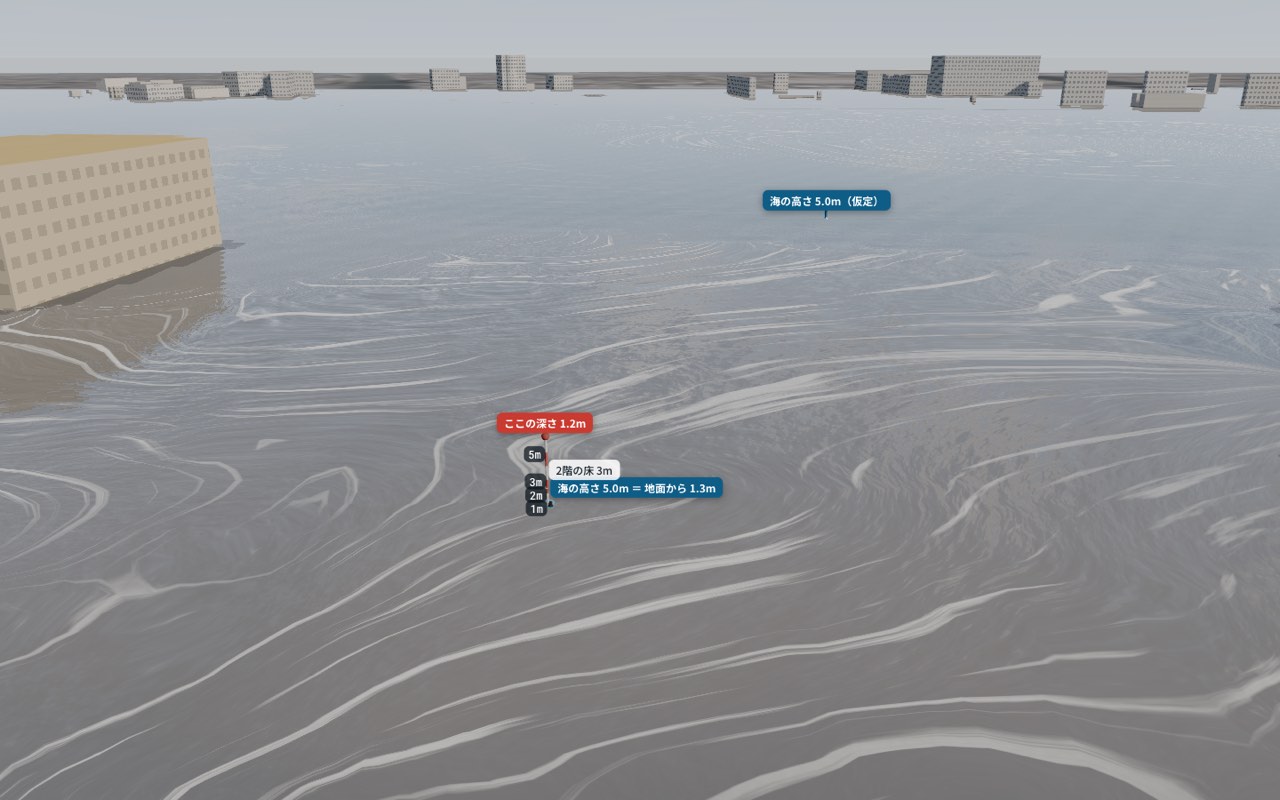 海の高さ 5.0m（仮定）
ここの深さ 1.2m
5m
2階の床 3m
3m
海の高さ 5.0m ＝ 地面から 1.3m
2m
1m